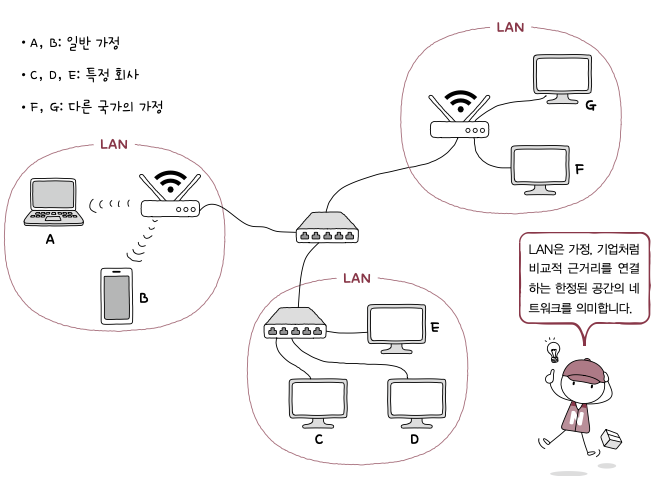 • A, B: 일반 가정
• C, D, E: 특정 회사
• F, G: 다른 국가의 가정
LAN
A
B
LAN
G
F
LAN
E
C
D
LAN은 가정, 기업처럼
비교적 근거리를 연결
하는 한정된 공간의 네
트워크를 의미합니다.
N